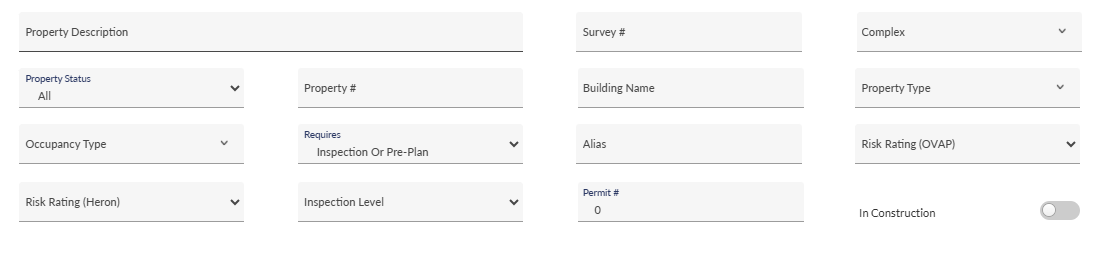 Property Description
Survey #
Complex
Property Status
All
Property #
Building Name
Property Type
Occupancy Type
Requires
Inspection Or Pre-Plan
Alias
Risk Rating (OVAP)
Risk Rating (Heron)
Inspection Level
Permit #
0
In Construction